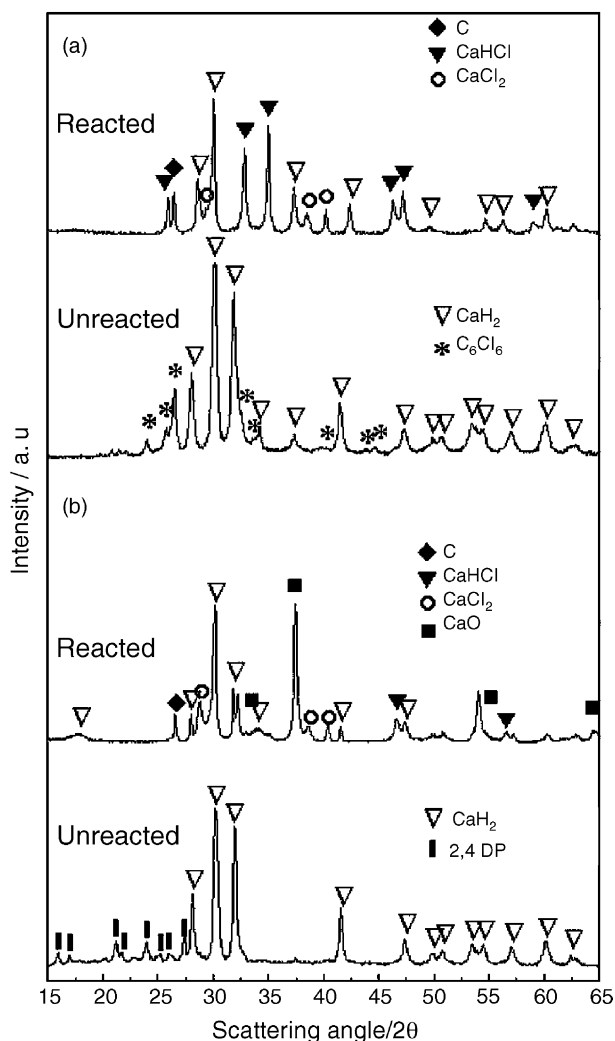 (a)
C
CaHCl
CaCl₂
Reacted
Unreacted
CaH₂
C₆Cl₆
(b)
C
CaHCl
CaCl₂
CaO
Reacted
Unreacted
CaH₂
2,4 DP
Intensity / a. u
15 20 25 30 35 40 45 50 55 60 65
Scattering angle/2θ